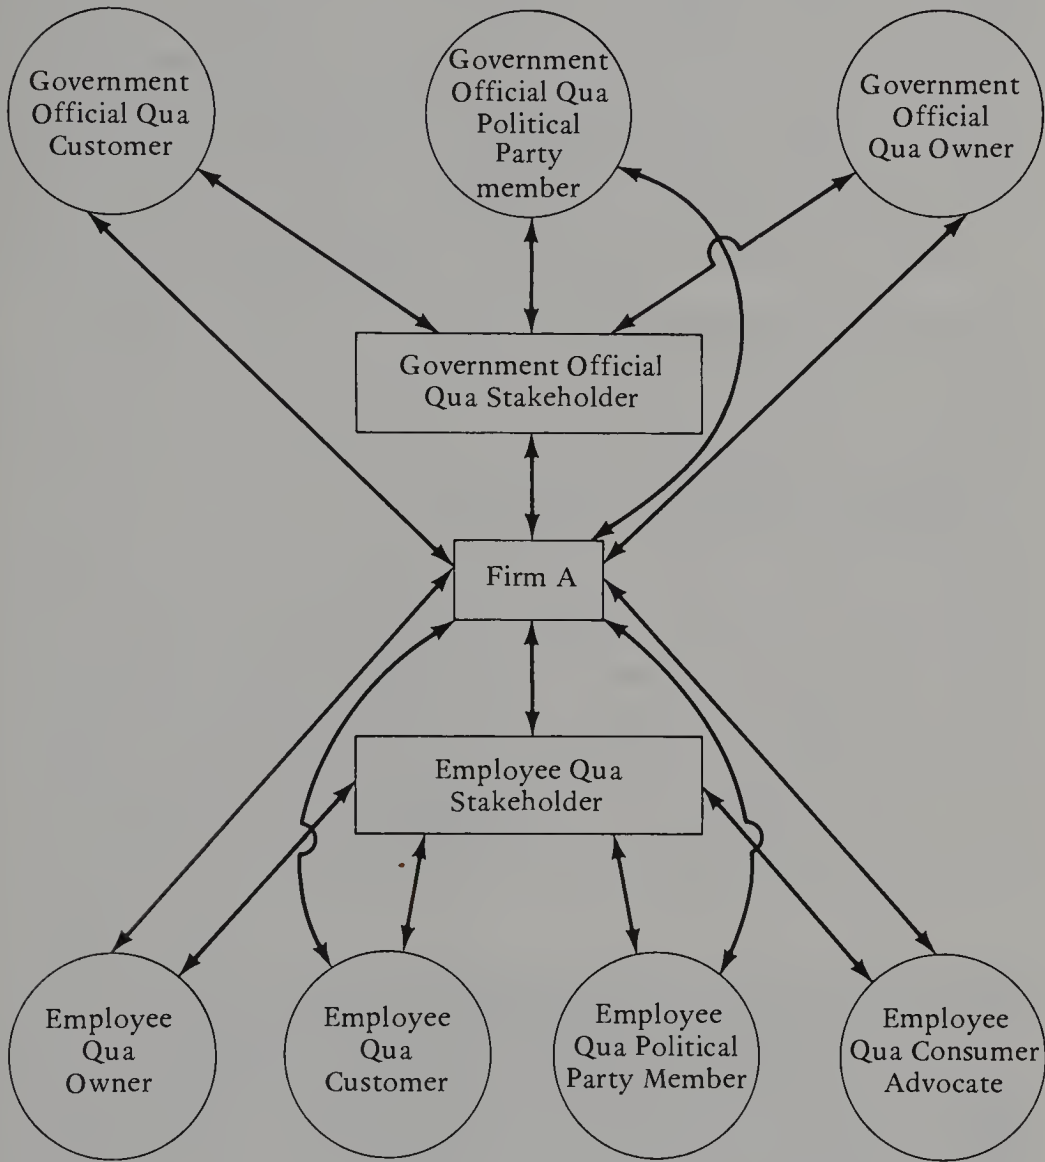 Government
Official Qua
Customer
Government
Official Qua
Political
Party
member
Government
Official
Qua Owner
Government Official
Qua Stakeholder
Firm A
Employee Qua
Stakeholder
Employee
Qua
Owner
Employee
Qua
Customer
Employee
Qua Political
Party Member
Employee
Qua Consumer
Advocate